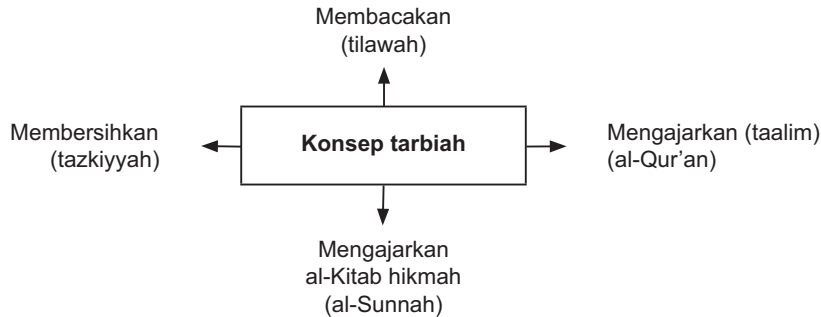 Membacakan
(tilawah)
Membersihkan
(tazkiyyah)
Konsep tarbiah
Mengajarkan (taalim)
(al-Qur’an)
Mengajarkan
al-Kitab hikmah
(al-Sunnah)